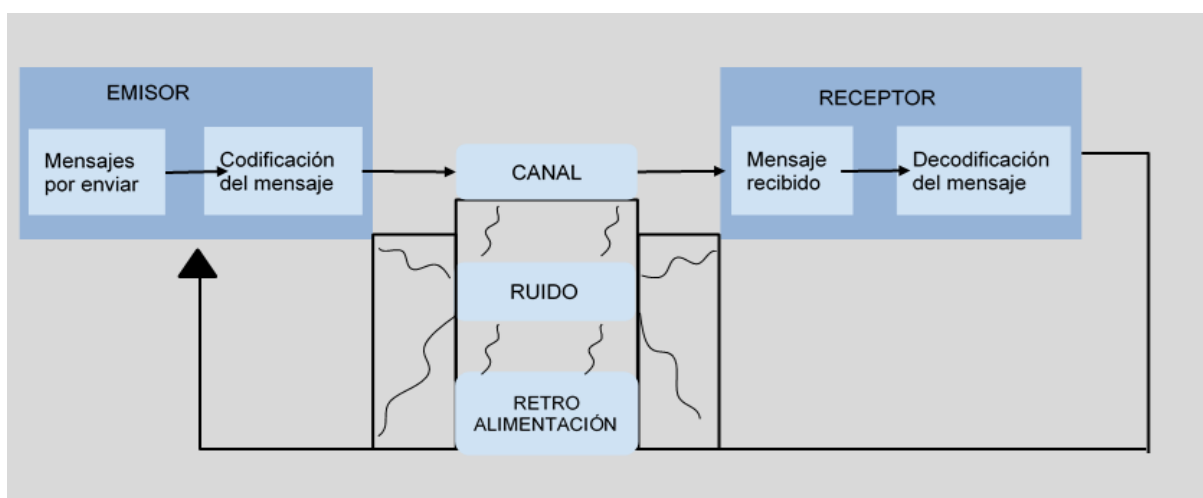 EMISOR
Mensajes
por enviar
Codificación
del mensaje
CANAL
RECEPTOR
Mensaje
recibido
Decodificación
del mensaje
RUIDO
RETRO
ALIMENTACIÓN